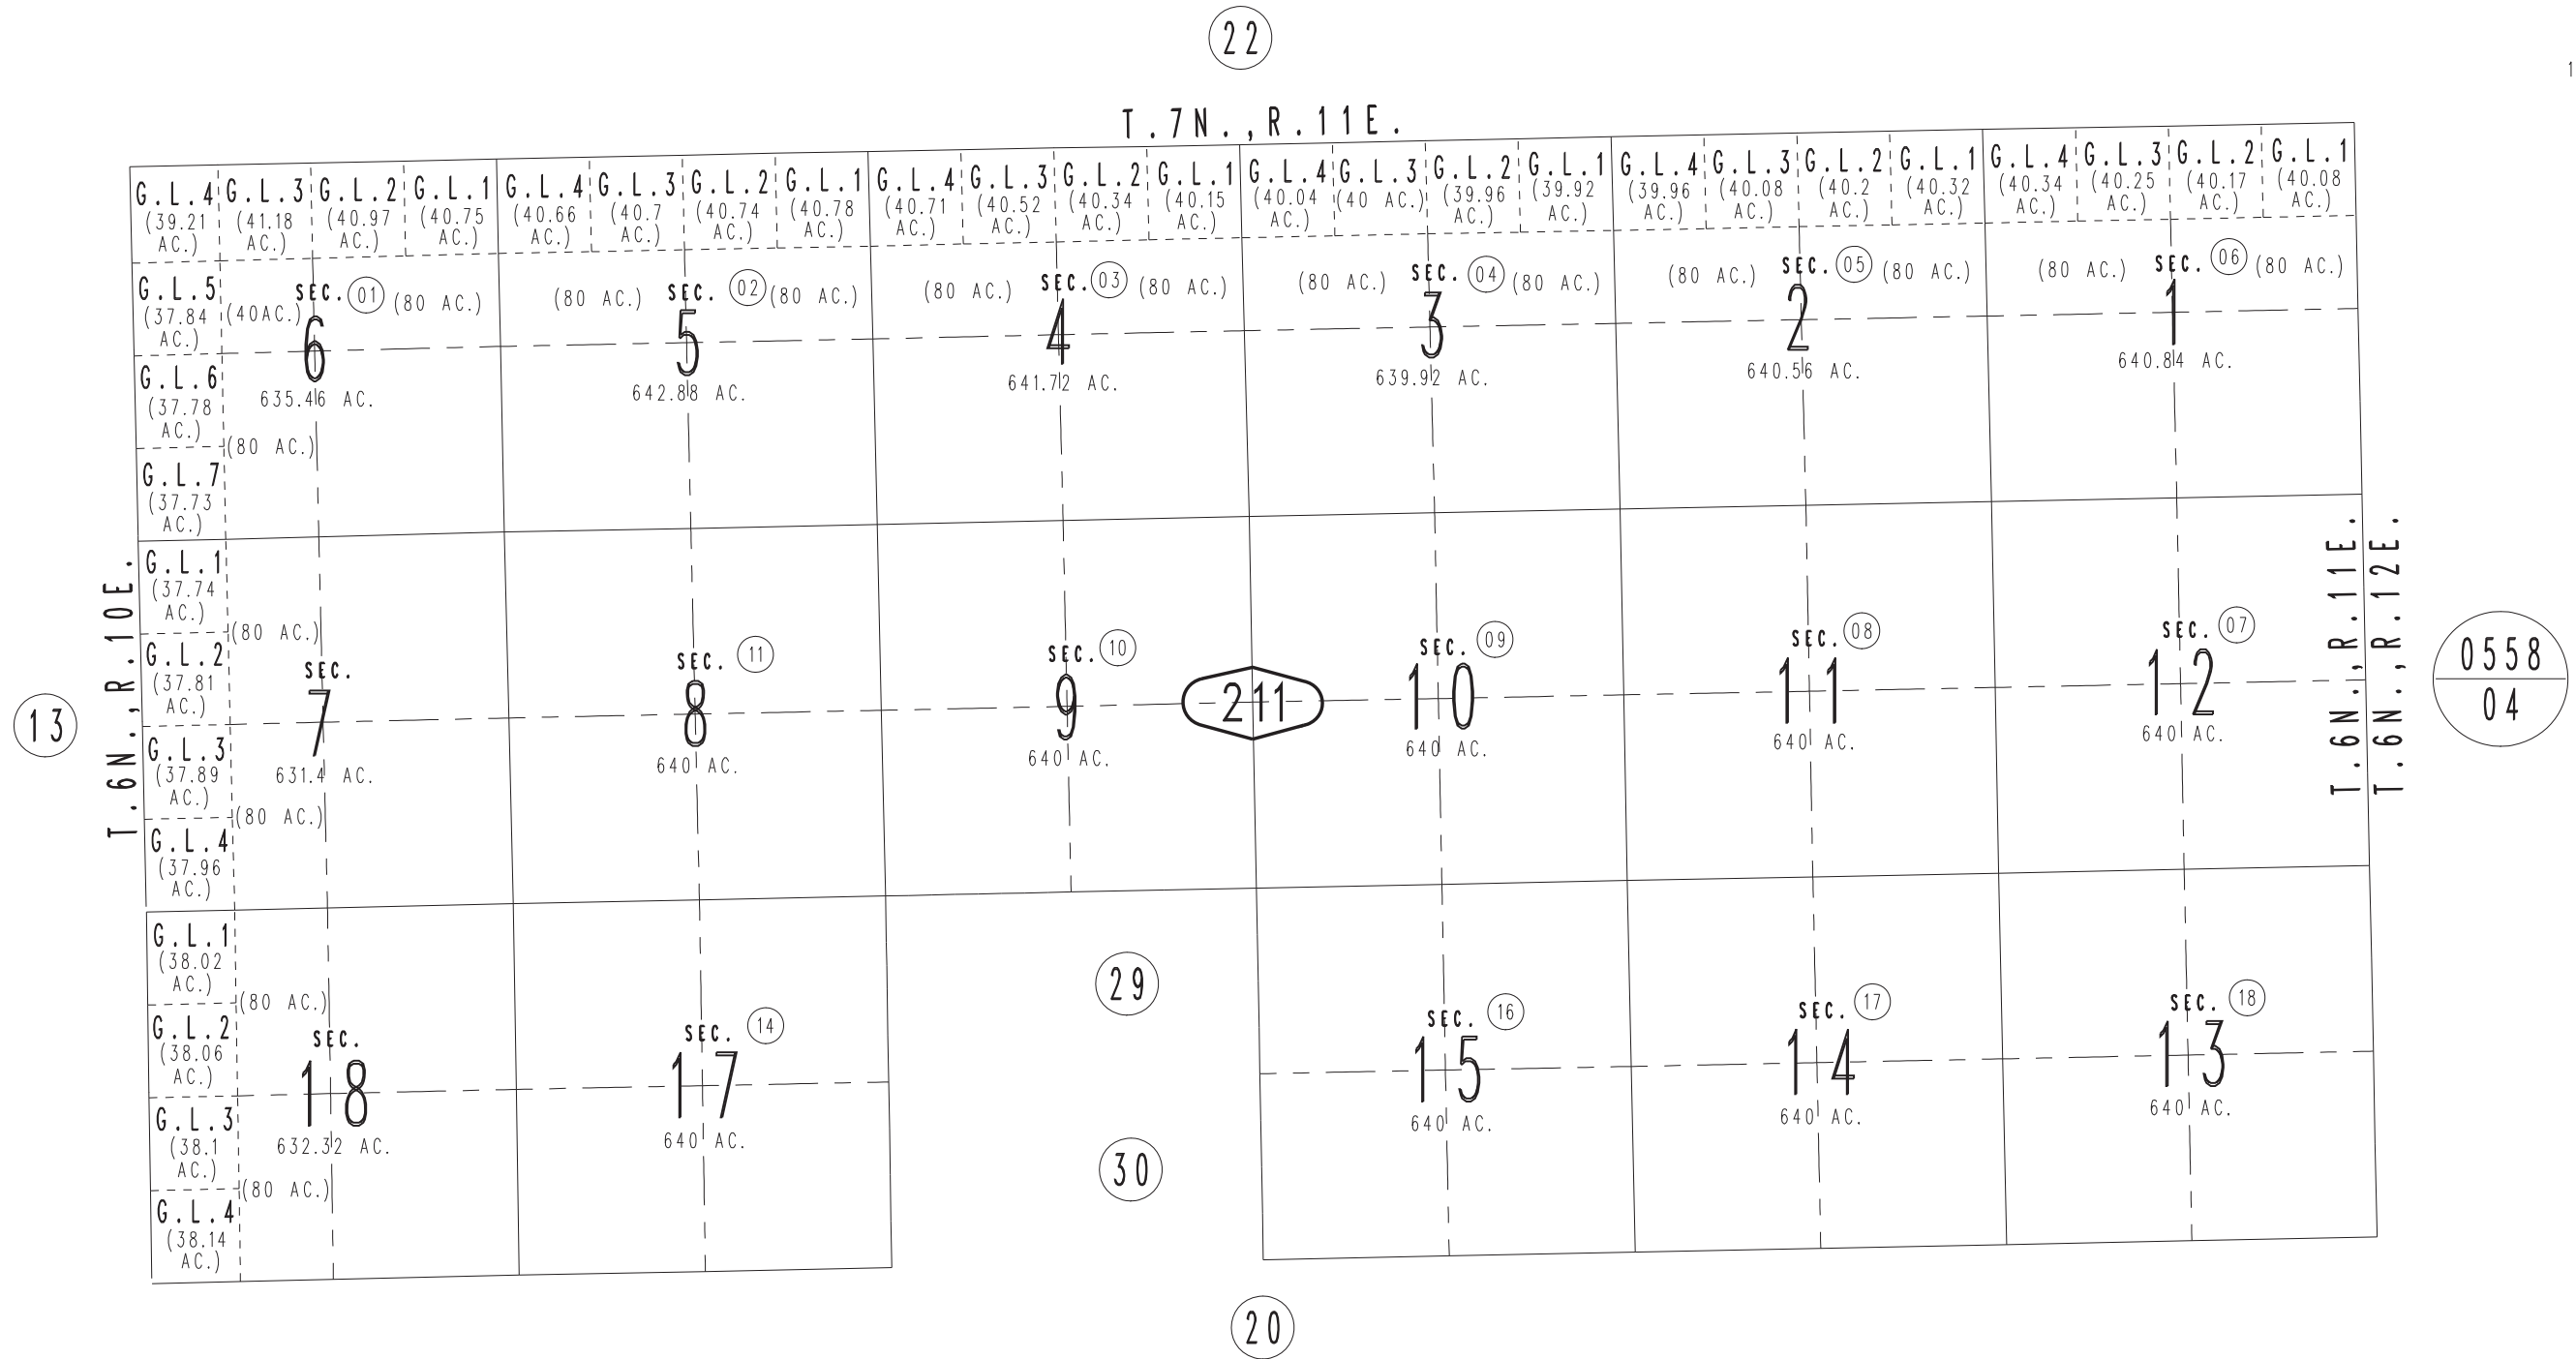 22
1
T.7N.,R.11E.
G.L.4 G.L.3 G.L.2 G.L.1 G.L.4 G.L.3 G.L.2 G.L.1 G.L.4 G.L.3 G.L.2 G.L.1 G.L.4 G.L.3 G.L.2 G.L.1 G.L.4 G.L.3 G.L.2 G.L.1 G.L.4 G.L.3 G.L.2 G.L.1
(39.21 (41.18 (40.97 (40.75 (40.66 (40.7 (40.74 (40.78 (40.71 (40.52 (40.34 (40.15 (40.04 (40 AC.) (39.96 (39.92 (39.96 (40.08 (40.2 (40.32 (40.34 (40.25 (40.17 (40.08
AC.) AC.) AC.) AC.) AC.) AC.) AC.) AC.) AC.) AC.) AC.) AC.) AC.) AC.) AC.) AC.) AC.) AC.) AC.) AC.) AC.) AC.) AC.)
G.L.5 SEC. 01 (80 AC.) (80 AC.) SEC. 02 (80 AC.) (80 AC.) SEC. 03 (80 AC.) (80 AC.) SEC. 04 (80 AC.) (80 AC.) SEC. 05 (80 AC.) (80 AC.) SEC. 06 (80 AC.)
(37.84 (40AC.)
AC.) 6 5 4 3 2 1
G.L.6 635.46 AC. 642.88 AC. 641.72 AC. 639.92 AC. 640.56 AC. 640.84 AC.
(37.78
AC.)
(80 AC.)
G.L.7
(37.73
AC.)
T.6N.,R.10E.
T.6N.,R.11E.
T.6N.,R.12E.
G.L.1
(37.74
AC.)
(80 AC.)
G.L.2 SEC. SEC. 11 SEC. 10 SEC. 09 SEC. 08 SEC. 07
(37.81
AC.)
13 7 8 9 211 10 11 12 0558
04
G.L.3 631.4 AC. 640 AC. 640 AC. 640 AC. 640 AC. 640 AC.
(37.89
AC.)
(80 AC.)
G.L.4
(37.96
AC.)
G.L.1
(38.02
AC.)
29
(80 AC.)
G.L.2 SEC. SEC. 14 SEC. 16 SEC. 17 SEC. 18
(38.06
AC.)
18 17 15 14 13
G.L.3 632.32 AC. 640 AC. 640 AC. 640 AC. 640 AC.
(38.1
AC.)
30
(80 AC.)
G.L.4
(38.14
AC.)
20